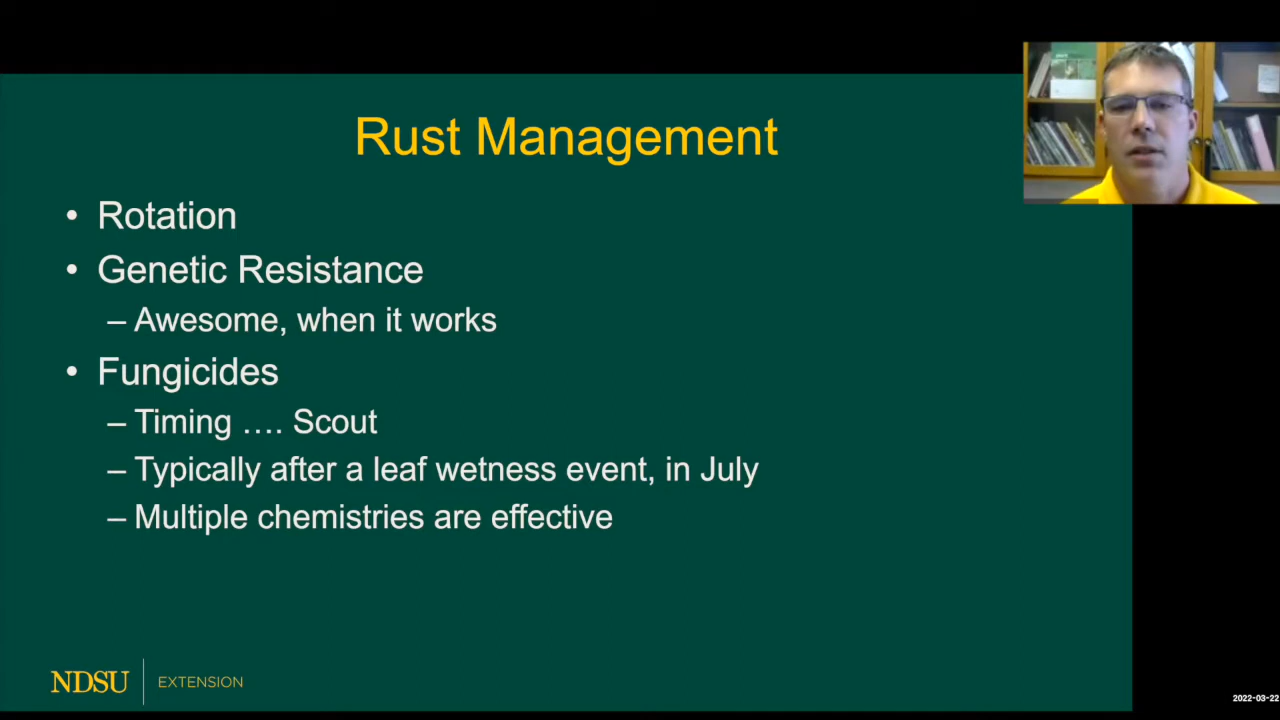 Rust Management
• Rotation
• Genetic Resistance
– Awesome, when it works
• Fungicides
– Timing …. Scout
– Typically after a leaf wetness event, in July
– Multiple chemistries are effective
NDSU EXTENSION
2022-03-22